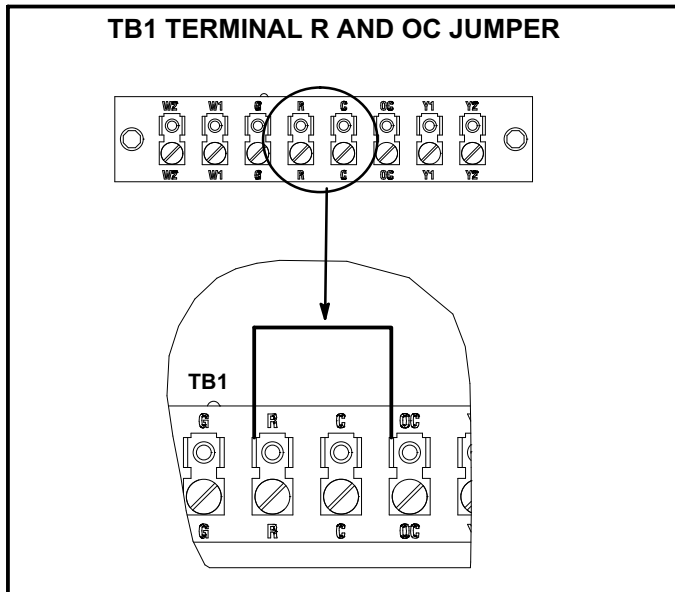 TB1 TERMINAL R AND OC JUMPER
W2 W1 G R C OC Y1 Y2
W2 W1 G R C OC Y1 Y2
TB1
G R C OC
G R C OC